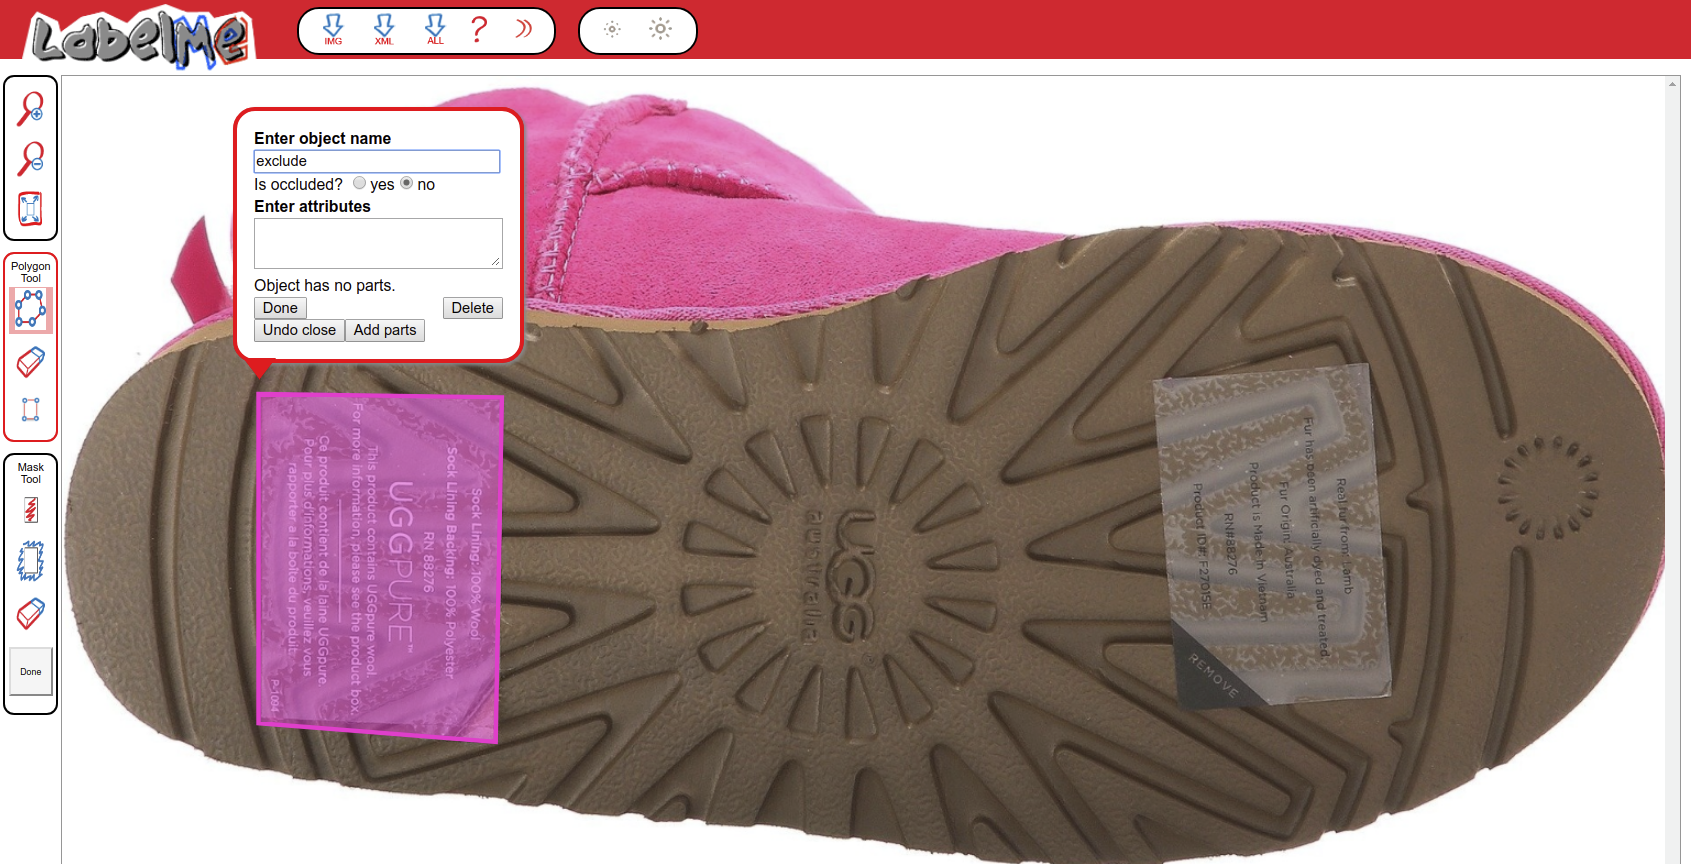 LabelMe
IMG
XML
ALL
Polygon
Tool
Mask
Tool
Done
Enter object name
exclude
Is occluded? yes no
Enter attributes
Object has no parts.
Done
Delete
Undo close
Add parts
Sock Lining: 100% Wool
Sock Lining Backing: 100% Polyester
RN 88276
UGGPURE™
This product contains UGGpure wool.
For more information, please see the product box.
Ce produit contient de la laine UGGpure.
Pour plus d'informations, veuillez vous
rapporter à la boîte du produit.
P-1094
UGG
australia
Real fur from: Lamb
Fur has been artificially dyed and treated
Fur Origin: Australia
Product is Made In Vietnam
RN#88276
Product ID#: F27015E
REMOVE